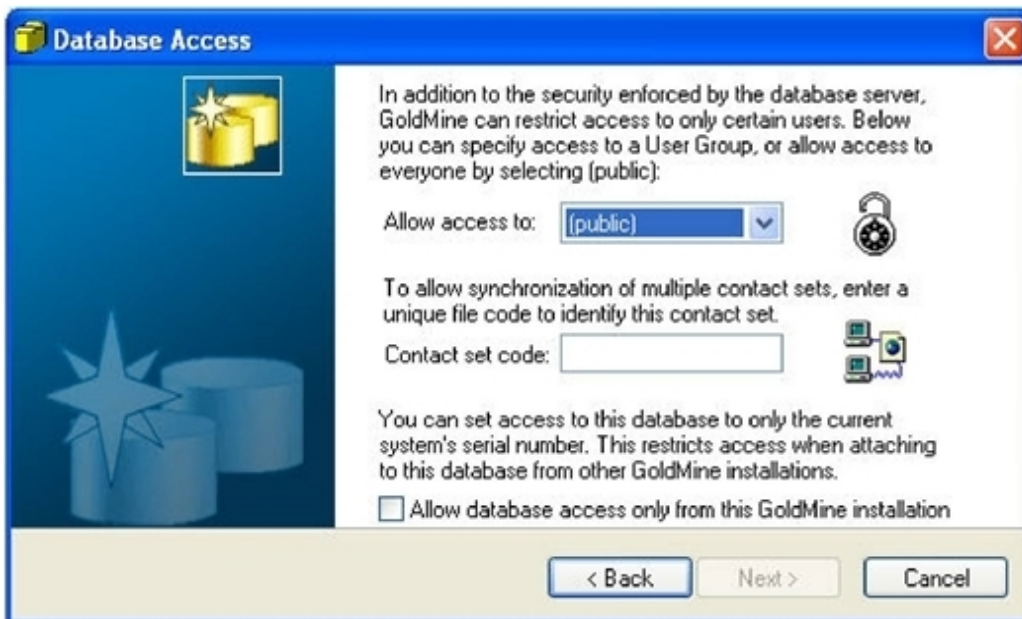 Database Access
In addition to the security enforced by the database server,
GoldMine can restrict access to only certain users. Below
you can specify access to a User Group, or allow access to
everyone by selecting (public):
Allow access to: (public)
To allow synchronization of multiple contact sets, enter a
unique file code to identify this contact set.
Contact set code:
You can set access to this database to only the current
system's serial number. This restricts access when attaching
to this database from other GoldMine installations.
Allow database access only from this GoldMine installation
< Back Next > Cancel